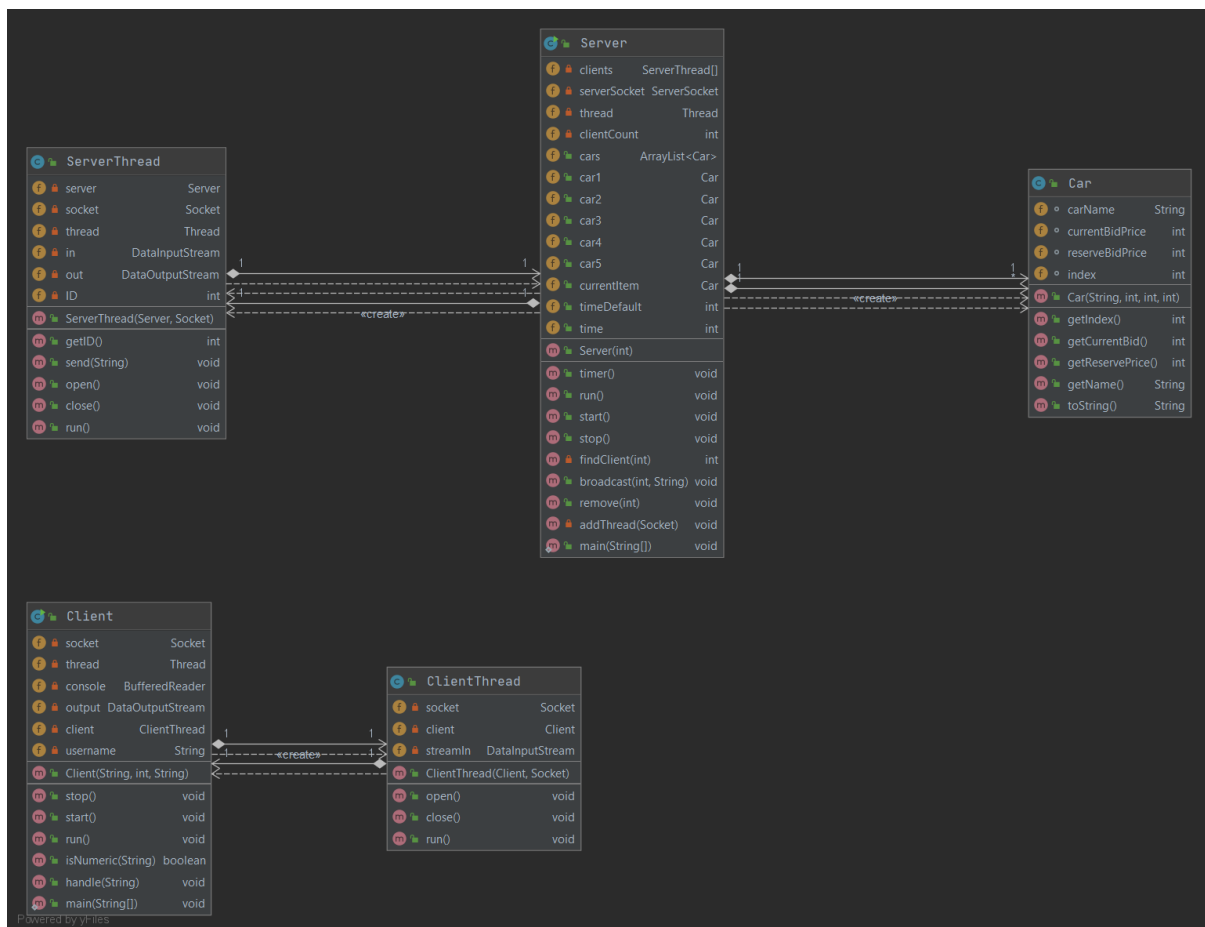 Server
clients ServerThread[]
serverSocket ServerSocket
thread Thread
clientCount int
cars ArrayList<Car>
car1 Car
car2 Car
car3 Car
car4 Car
car5 Car
currentItem Car
timeDefault int
time int
Server(int)
timer() void
run() void
start() void
stop() void
findClient(int) int
broadcast(int, String) void
remove(int) void
addThread(Socket) void
main(String[]) void
ServerThread
server Server
socket Socket
thread Thread
in DataInputStream
out DataOutputStream
ID int
ServerThread(Server, Socket)
getID() int
send(String) void
open() void
close() void
run() void
1 1
1 1
«create»
Car
carName String
currentBidPrice int
reserveBidPrice int
index int
Car(String, int, int, int)
getIndex() int
getCurrentBid() int
getReservePrice() int
getName() String
toString() String
1 1
1 *
«create»
Client
socket Socket
thread Thread
console BufferedReader
output DataOutputStream
client ClientThread
username String
Client(String, int, String)
stop() void
start() void
run() void
isNumeric(String) boolean
handle(String) void
main(String[]) void
1 1
1 «create» 1
ClientThread
socket Socket
client Client
streamIn DataInputStream
ClientThread(Client, Socket)
open() void
close() void
run() void
Powered by yFiles